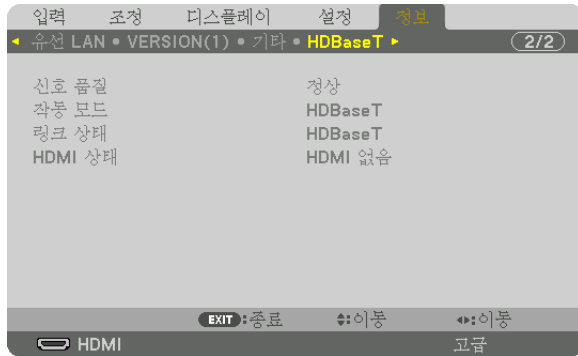 입력 조정 디스플레이 설정 정보
◄ 유선 LAN ● VERSION(1) ● 기타 ● HDBaseT ► 2/2
신호 품질 정상
작동 모드 HDBaseT
링크 상태 HDBaseT
HDMI 상태 HDMI 없음
EXIT :종료 :이동 :이동
HDMI 고급